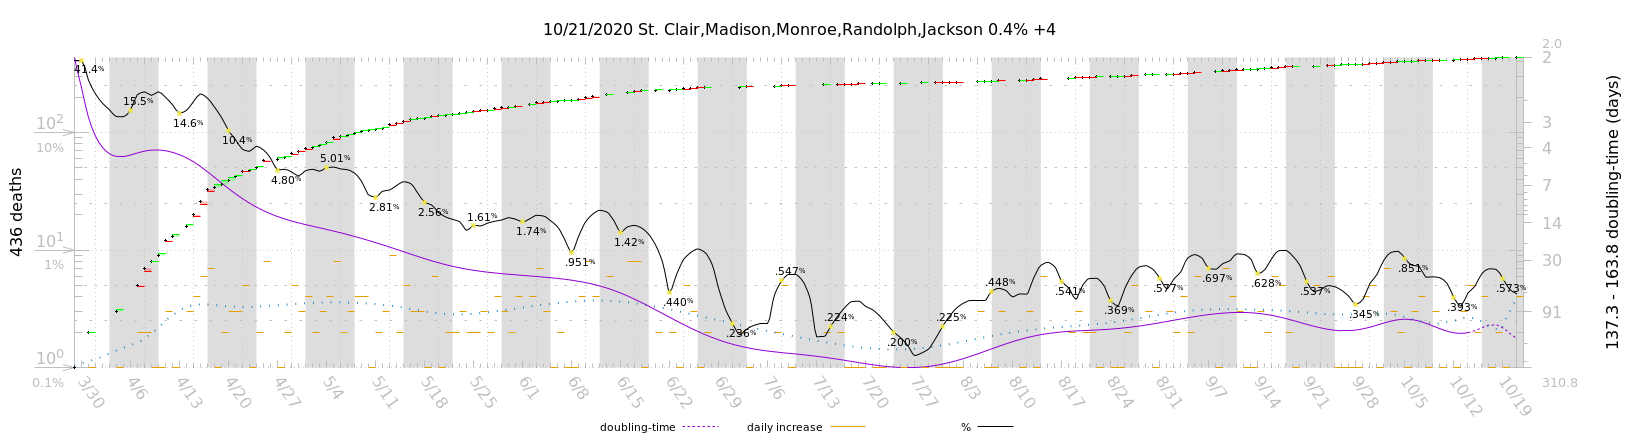 10/21/2020 St. Clair,Madison,Monroe,Randolph,Jackson 0.4% +4
436 deaths
10² 10% 10¹ 1% 10⁰ 0.1%
41.4% 15.5% 14.6% 10.4% 4.80% 5.01% 2.81% 2.56% 1.61% 1.74% .951% 1.42% .440% .236% .547% .224% .200% .225% .448% .541% .369% .577% .697% .628% .537% .345% .851% .393% .573%
2.0
2
3
4
7
14
30
91
310.8
137.3 - 163.8 doubling-time (days)
3/30 4/6 4/13 4/20 4/27 5/4 5/11 5/18 5/25 6/1 6/8 6/15 6/22 6/29 7/6 7/13 7/20 7/27 8/3 8/10 8/17 8/24 8/31 9/7 9/14 9/21 9/28 10/5 10/12 10/19
doubling-time daily increase %